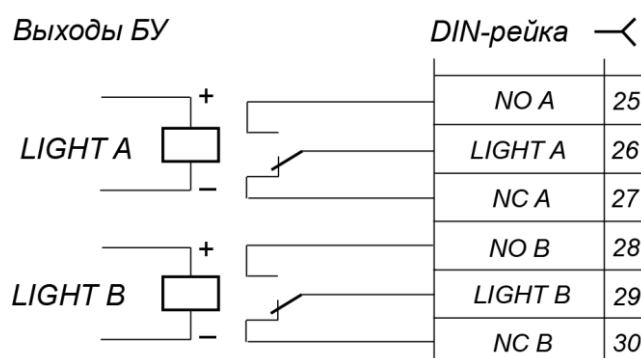 Выходы БУ DIN-рейка
+ NO A 25
LIGHT A LIGHT A 26
– NC A 27
+ NO B 28
LIGHT B LIGHT B 29
– NC B 30